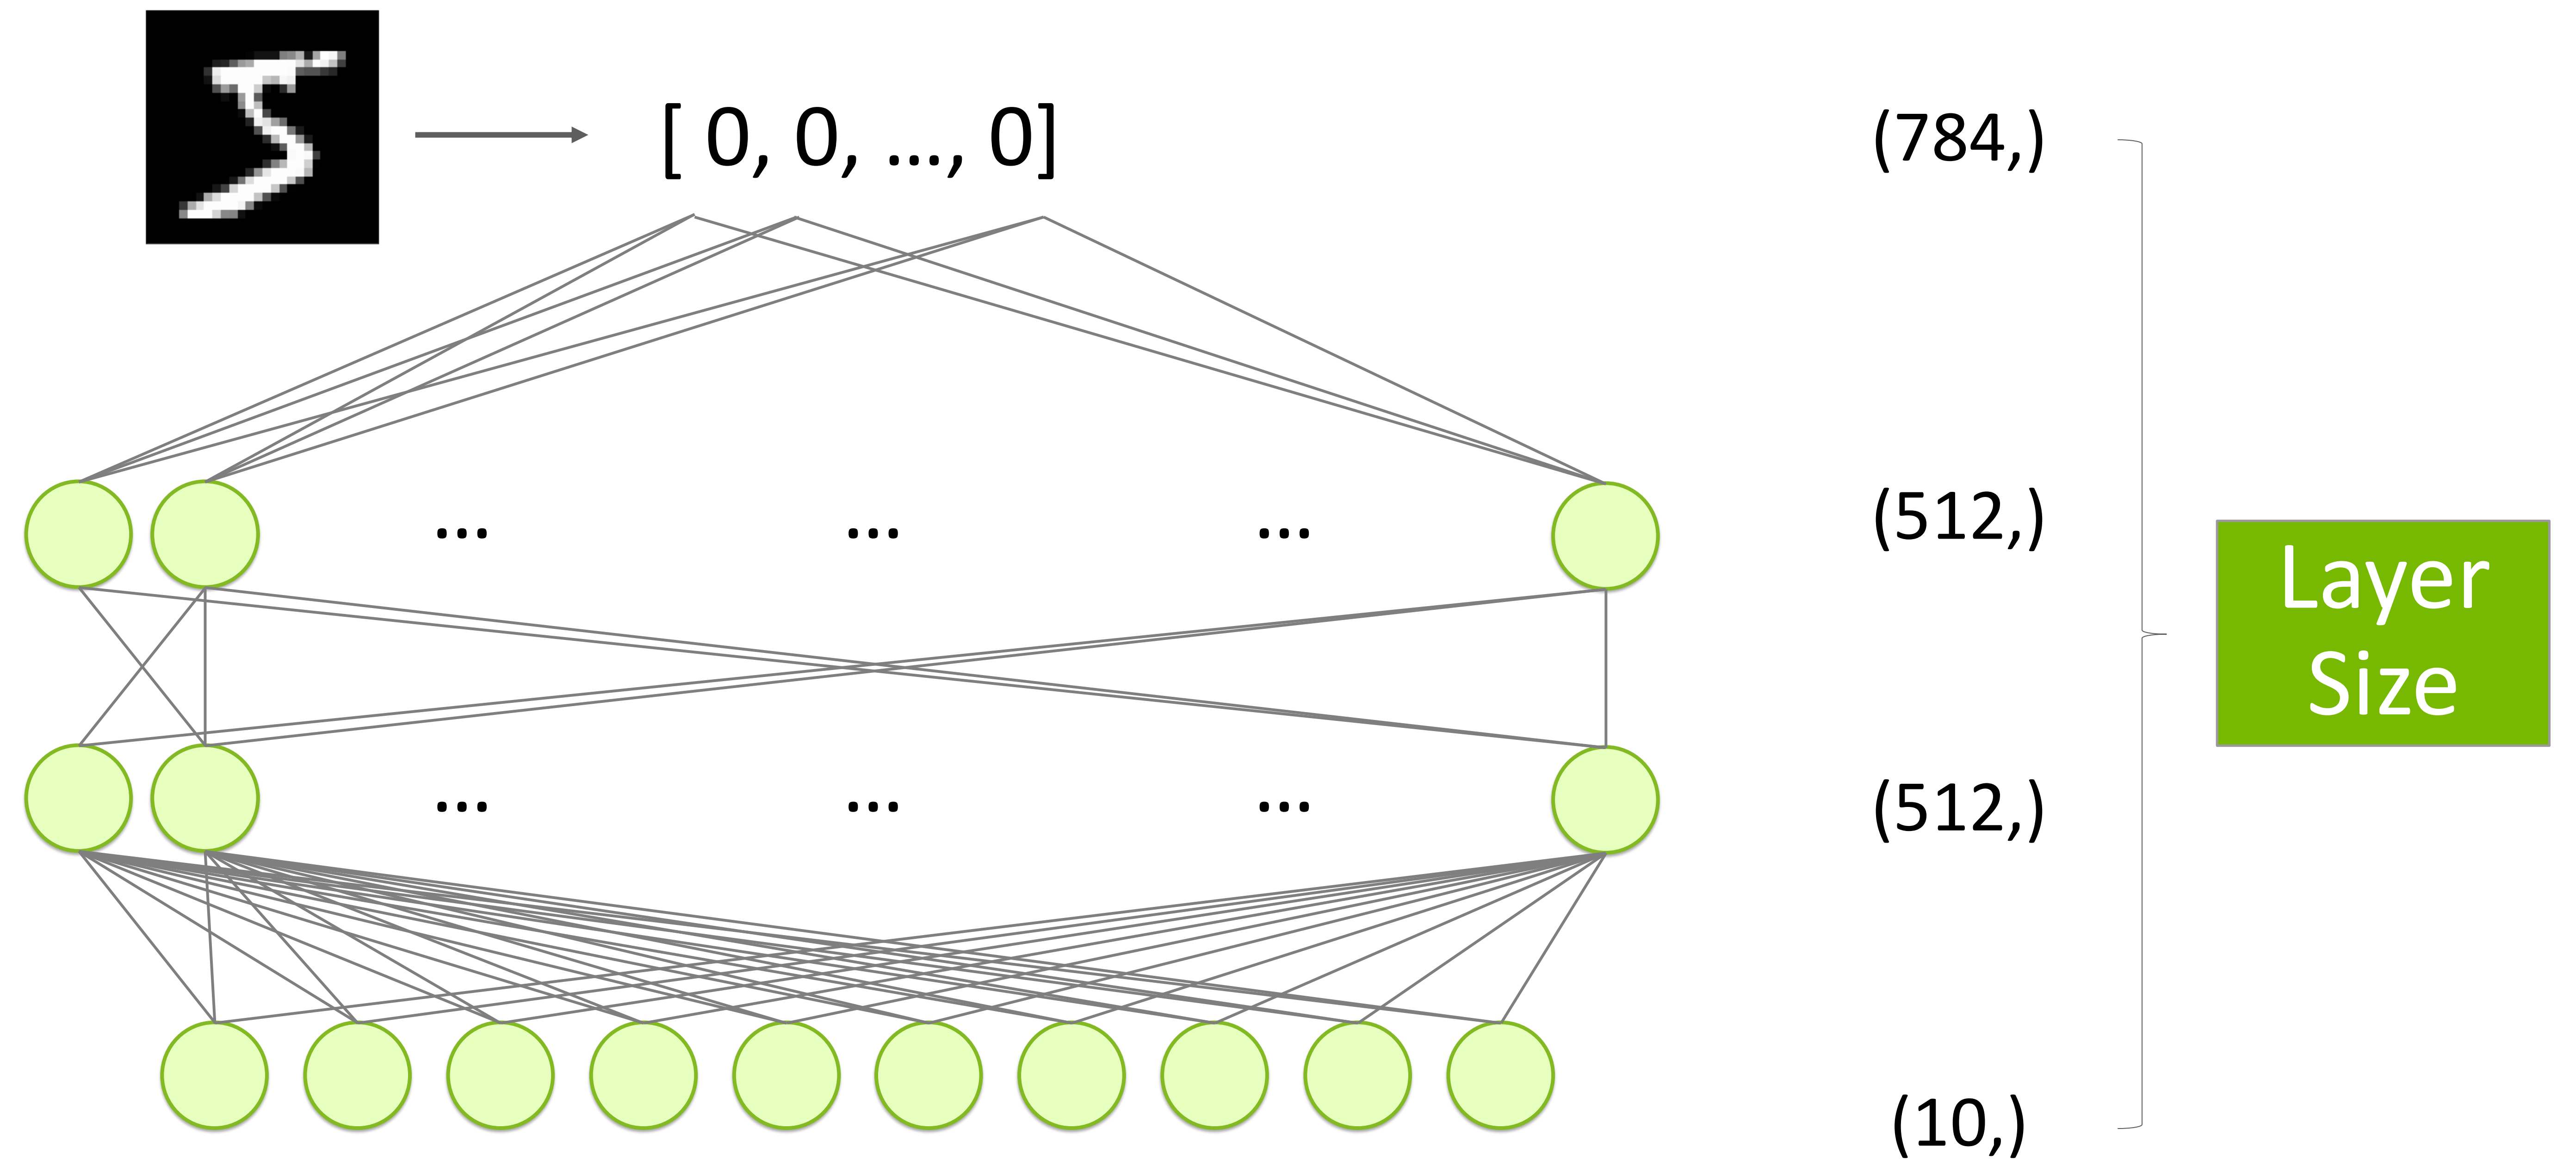 [ 0, 0, ..., 0]
(784,)
... ... ...
(512,)
Layer
Size
... ... ...
(512,)
(10,)